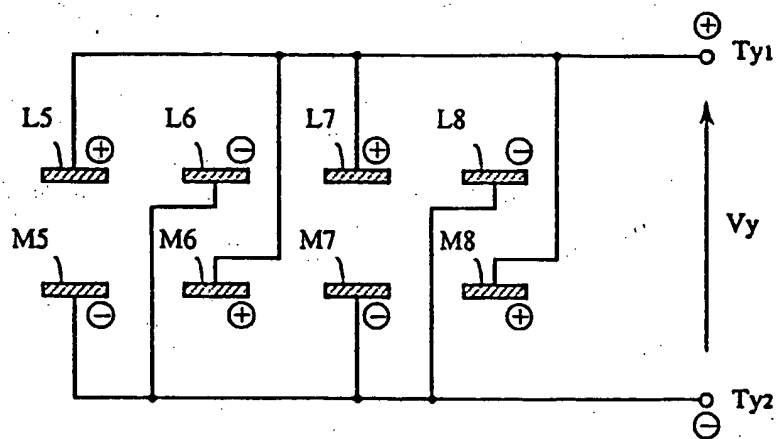 ⊕
Ty1
L5 L6 L7 L8
⊕ ⊖ ⊕ ⊖
Vy
M5 M6 M7 M8
⊖ ⊕ ⊖ ⊕
Ty2
⊖